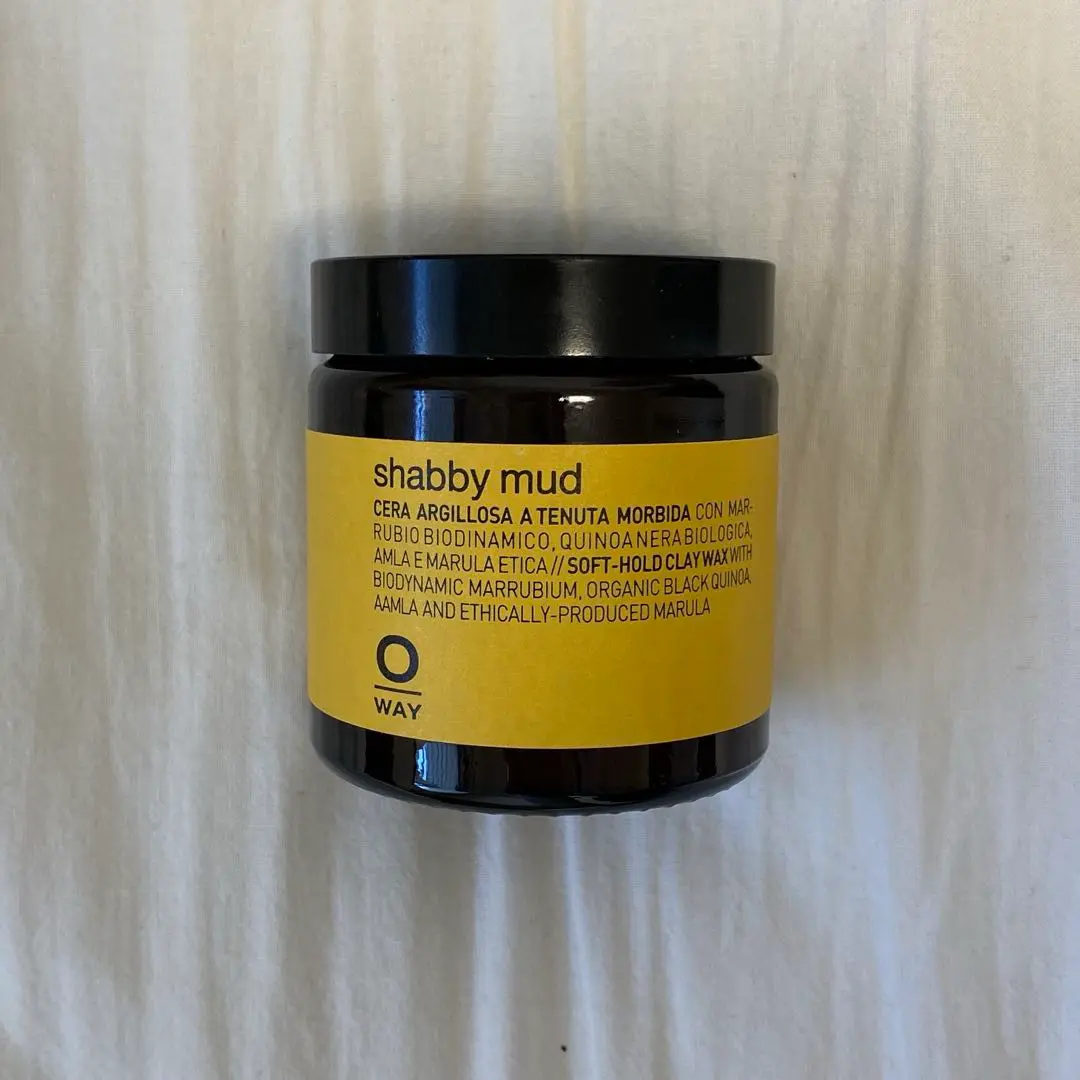 shabby mud
CERA ARGILLOSA A TENUTA MORBIDA CON MAR-
RUBIO BIODINAMICO, QUINOA NERA BIOLOGICA,
AMLA E MARULA ETICA // SOFT-HOLD CLAY WAX WITH
BIODYNAMIC MARRUBIUM, ORGANIC BLACK QUINOA,
AAMLA AND ETHICALLY-PRODUCED MARULA
O
WAY